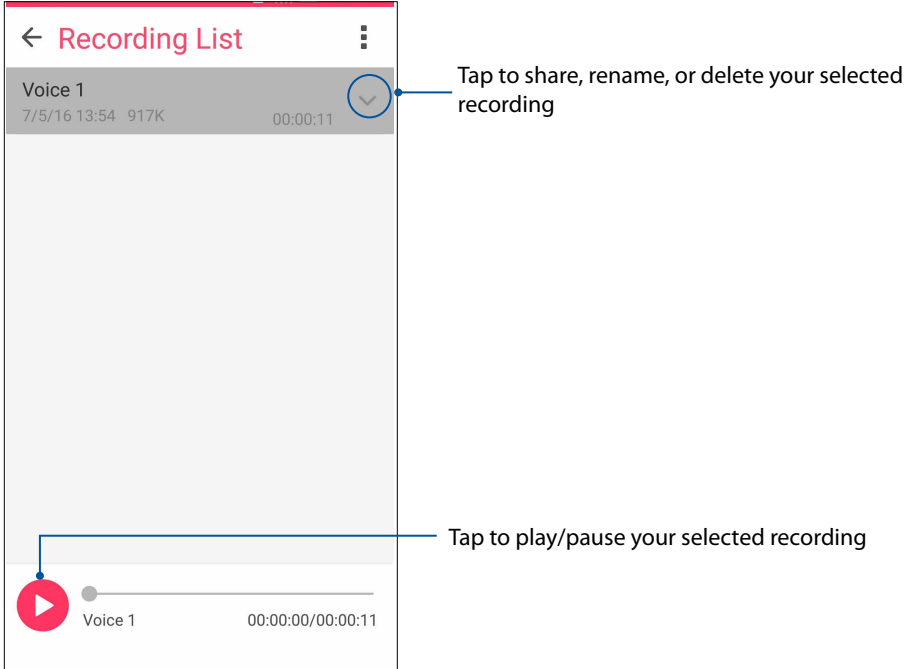 Recording List
Voice 1
7/5/16 13:54 917K 00:00:11
Tap to share, rename, or delete your selected
recording
Tap to play/pause your selected recording
Voice 1 00:00:00/00:00:11